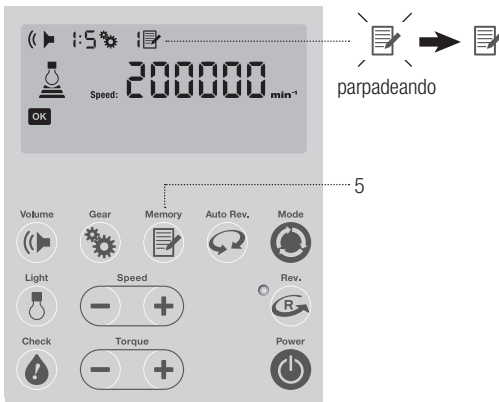 1:5 1
parpadeando
Speed: 200000 min⁻¹
OK
5
Volume Gear Memory Auto Rev. Mode
Light Speed Rev.
R
Check Torque Power